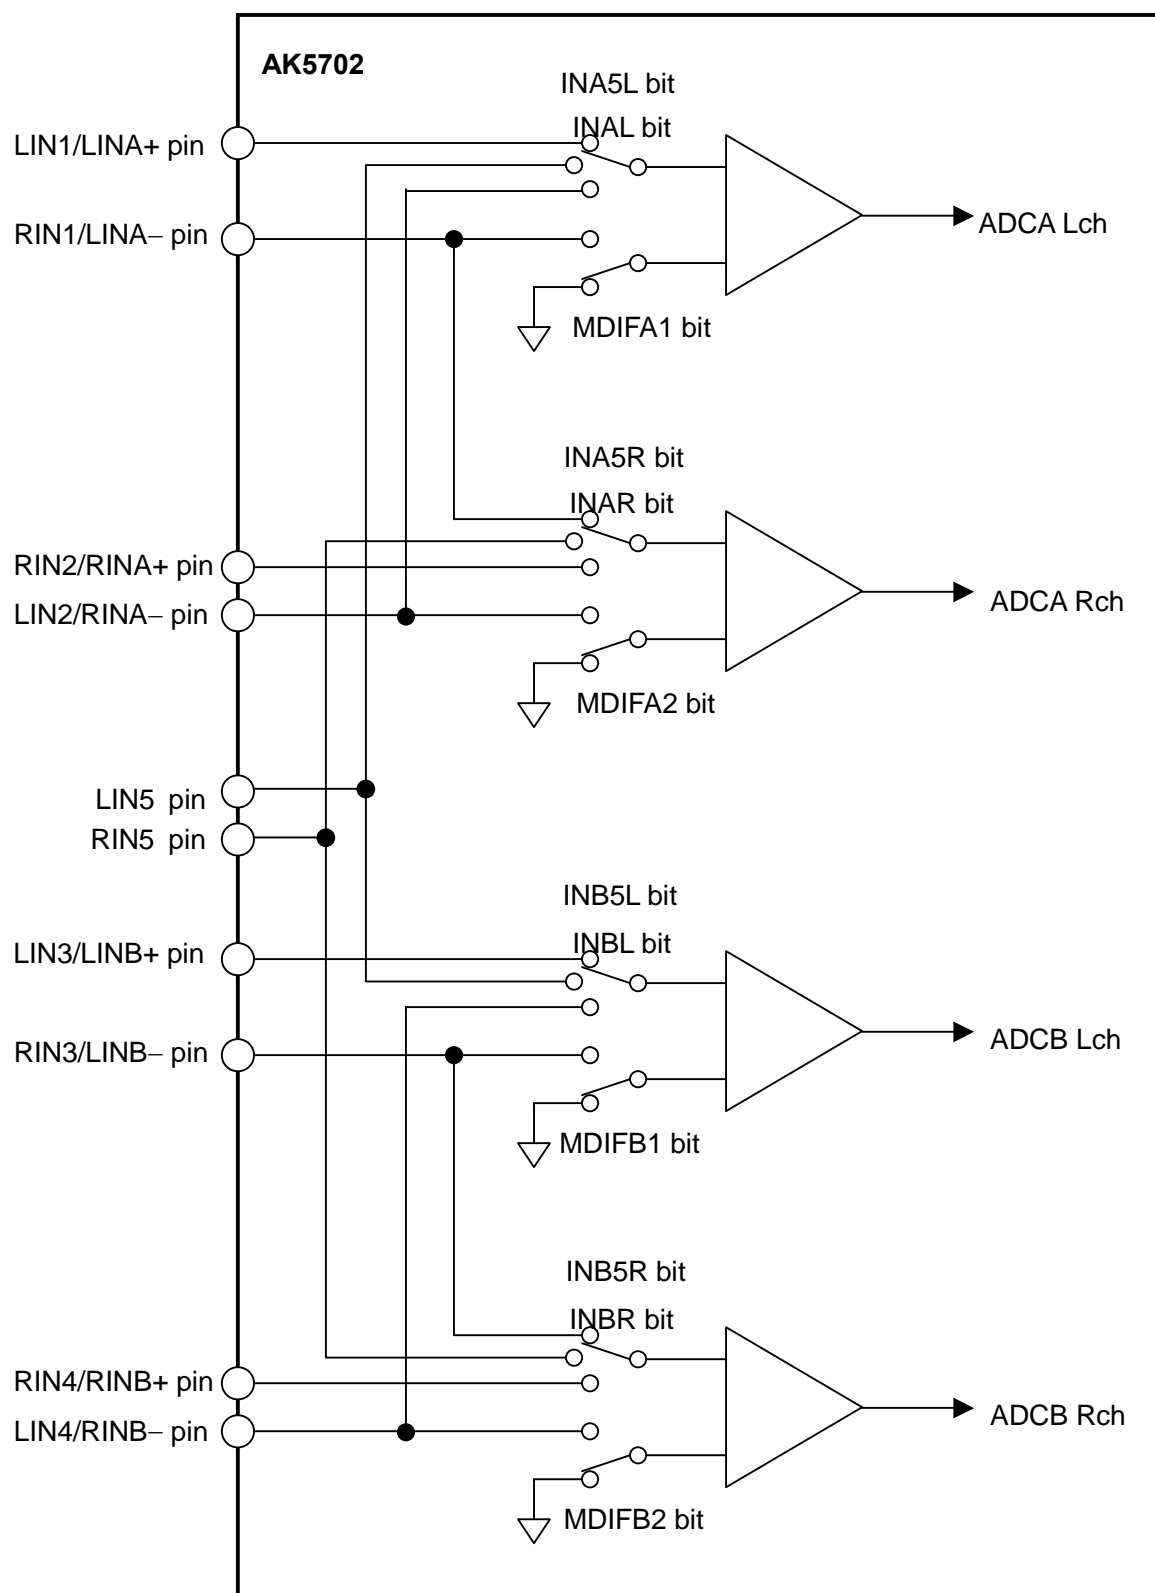 AK5702
INA5L bit
INAL bit
LIN1/LINA+ pin
RIN1/LINA− pin
ADCA Lch
MDIFA1 bit
INA5R bit
INAR bit
RIN2/RINA+ pin
LIN2/RINA− pin
ADCA Rch
MDIFA2 bit
LIN5 pin
RIN5 pin
INB5L bit
INBL bit
LIN3/LINB+ pin
RIN3/LINB− pin
ADCB Lch
MDIFB1 bit
INB5R bit
INBR bit
RIN4/RINB+ pin
LIN4/RINB− pin
ADCB Rch
MDIFB2 bit